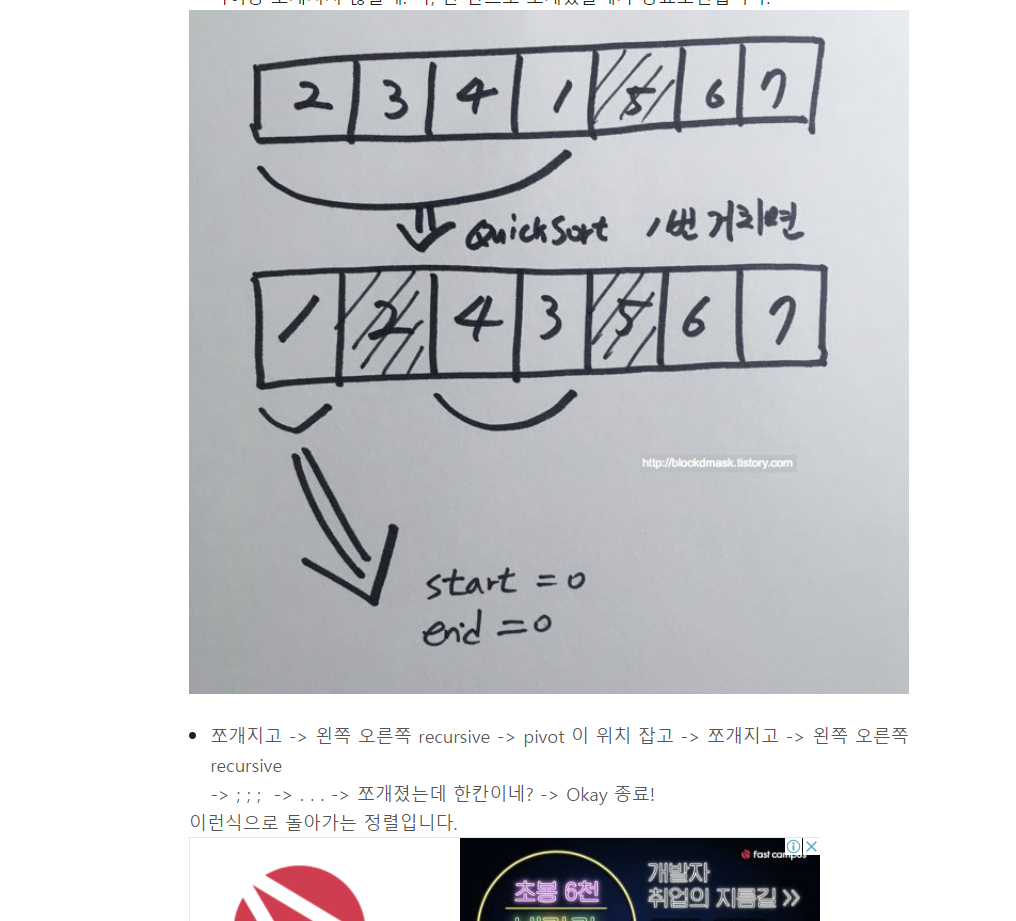 2 3 4 1 5 6 7
QuickSort 1번 거치면
1 2 4 3 5 6 7
http://blockdmask.tistory.com
start = 0
end = 0
• 쪼개지고 -> 왼쪽 오른쪽 recursive -> pivot 이 위치 잡고 -> 쪼개지고 -> 왼쪽 오른쪽
recursive
-> ; ; ; -> . . . -> 쪼개졌는데 한칸이네? -> Okay 종료!
이런식으로 돌아가는 정렬입니다.
fast campus
개발자
초봉 6천
취업의 지름길 >>